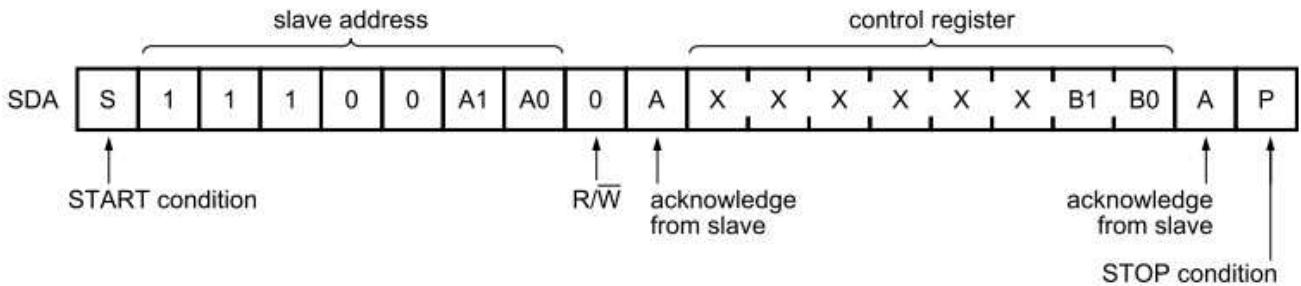 slave address control register
SDA S 1 1 1 0 0 A1 A0 0 A X X X X X X B1 B0 A P
START condition R/W̅ acknowledge from slave acknowledge from slave
STOP condition